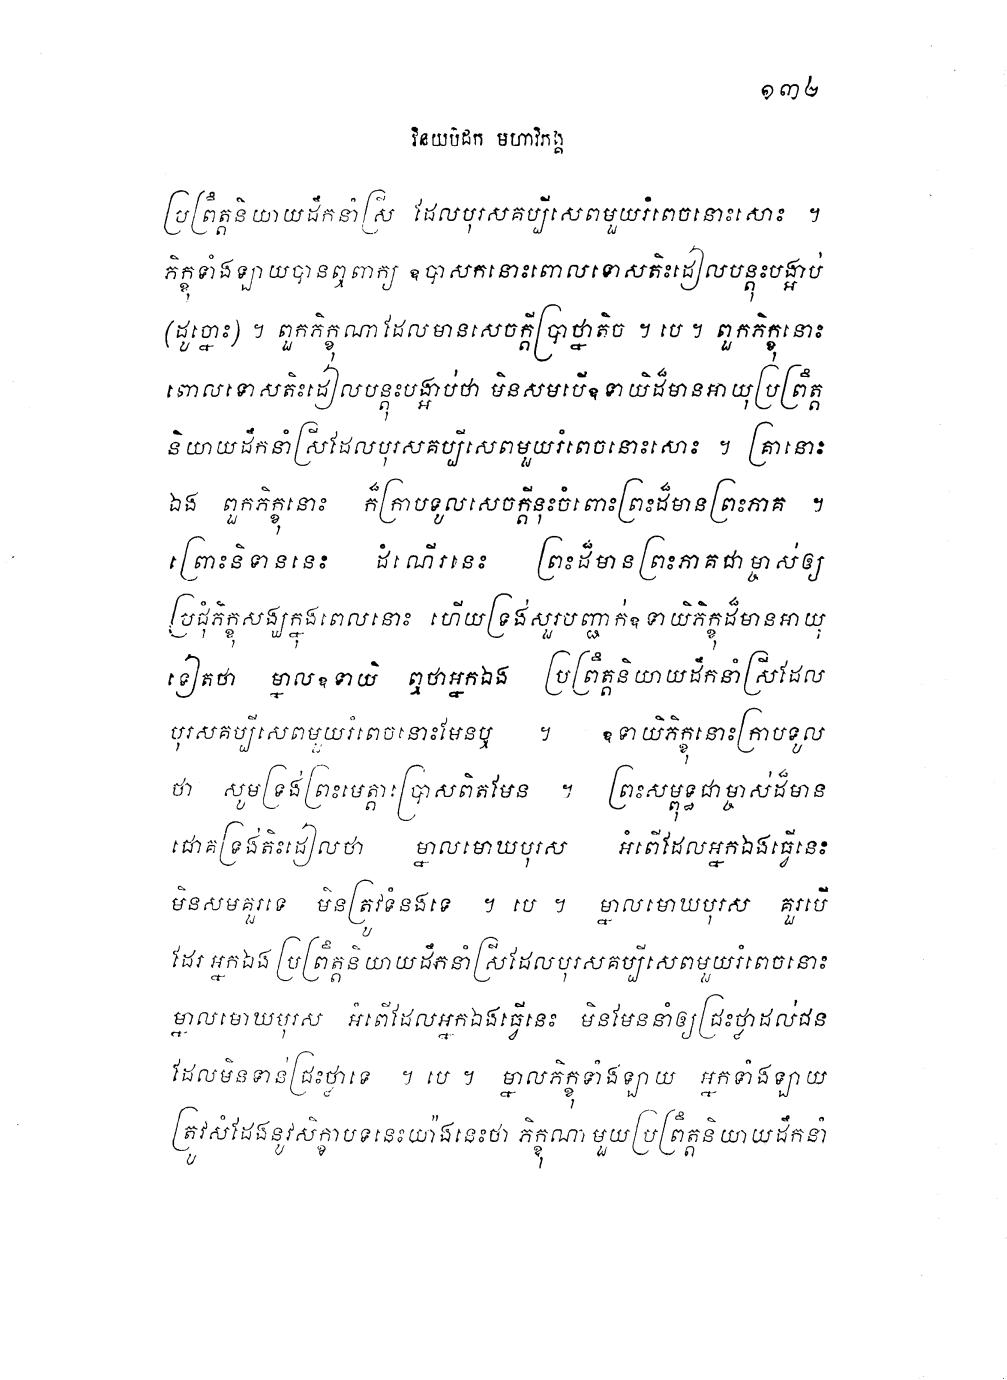 ១៣៤
វិនយបិដក មហាវិភង្គ
ប្រព្រឹត្តនិយាយដឹកនាំស្រី ដែលបុរសគប្បីសេពមួយរំពេចនោះសោះ ។
ភិក្ខុទាំងឡាយបានឮពាក្យ ឧបាសកនោះពោលទោសតិះដៀលបន្តុះបង្អាប់
(ដូច្នោះ) ។ ពួកភិក្ខុណាដែលមានសេចក្តីប្រាថ្នាតិច ។ បេ ។ ពួកភិក្ខុនោះ
ពោលទោសតិះដៀលបន្តុះបង្អាប់ថា មិនសមបើឧទាយិដ៏មានអាយុប្រព្រឹត្ត
និយាយដឹកនាំស្រីដែលបុរសគប្បីសេពមួយរំពេចនោះសោះ ។ គ្រានោះ
ឯង ពួកភិក្ខុនោះ ក៏ក្រាបទូលសេចក្តីនុ៎ះចំពោះព្រះដ៏មានព្រះភាគ ។
ព្រោះនិទាននេះ ដំណើរនេះ ព្រះដ៏មានព្រះភាគជាម្ចាស់ឲ្យ
ប្រជុំភិក្ខុសង្ឃក្នុងពេលនោះ ហើយទ្រង់សួរបញ្ជាក់ឧទាយិភិក្ខុដ៏មានអាយុ
ទៀតថា ម្នាលឧទាយិ ឮថាអ្នកឯង ប្រព្រឹត្តនិយាយដឹកនាំស្រីដែល
បុរសគប្បីសេពមួយរំពេចនោះមែនឬ ។ ឧទាយិភិក្ខុនោះក្រាបទូល
ថា សូមទ្រង់ព្រះមេត្តាប្រោសពិតមែន ។ ព្រះសម្ពុទ្ធជាម្ចាស់ដ៏មាន
ជោគទ្រង់តិះដៀលថា ម្នាលមោឃបុរស អំពើដែលអ្នកឯងធ្វើនេះ
មិនសមគួរទេ មិនត្រូវទំនងទេ ។ បេ ។ ម្នាលមោឃបុរស គួរបើ
ដែរ អ្នកឯងប្រព្រឹត្តនិយាយដឹកនាំស្រីដែលបុរសគប្បីសេពមួយរំពេចនោះ
ម្នាលមោឃបុរស អំពើដែលអ្នកឯងធ្វើនេះ មិនមែននាំឲ្យជ្រះថ្លាដល់ជន
ដែលមិនទាន់ជ្រះថ្លាទេ ។ បេ ។ ម្នាលភិក្ខុទាំងឡាយ អ្នកទាំងឡាយ
ត្រូវសំដែងនូវសិក្ខាបទនេះយ៉ាងនេះថា ភិក្ខុណាមួយប្រព្រឹត្តនិយាយដឹកនាំ